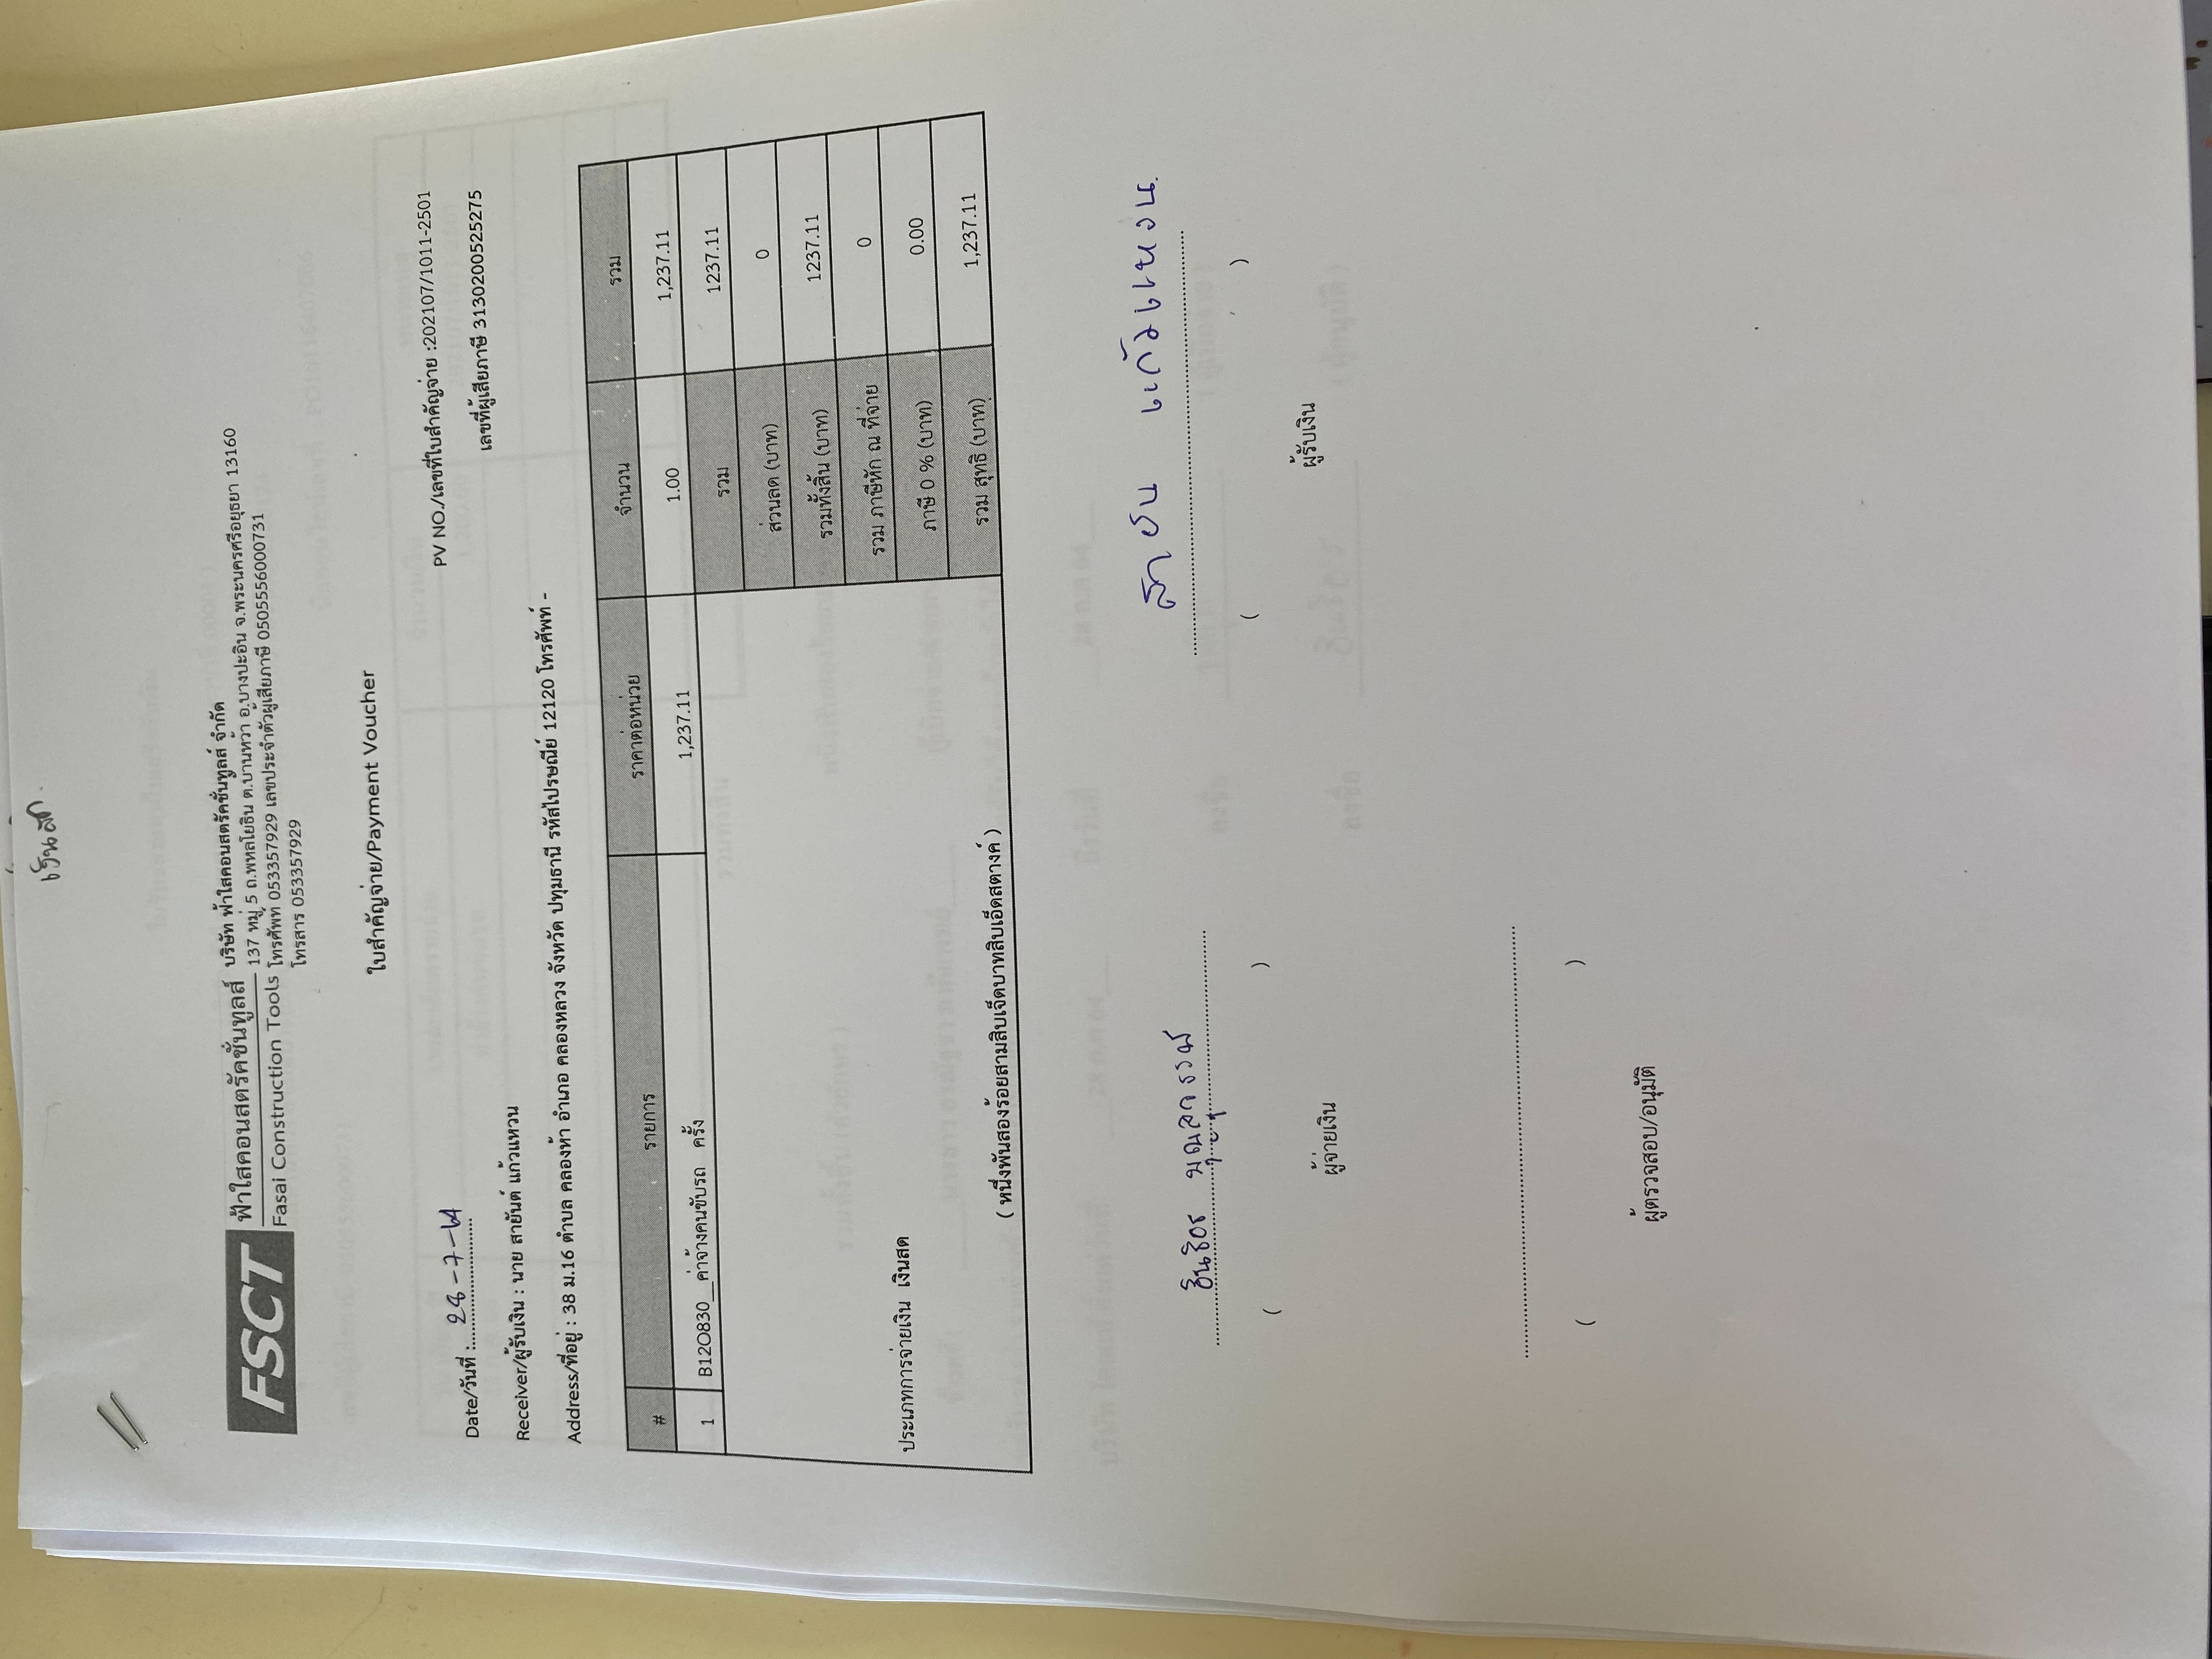 เงินสด
FSCT
ฟ้าใสคอนสตรัคชั่นทูลส์
Fasai Construction Tools
บริษัท ฟ้าใสคอนสตรัคชั่นทูลส์ จำกัด
137 หมู่ 5 ถ.พหลโยธิน ต.บ้านหว้า อ.บางปะอิน จ.พระนครศรีอยุธยา 13160
โทรศัพท์ 053357929 เลขประจำตัวผู้เสียภาษี 0505556000731
โทรสาร 053357929
ใบสำคัญจ่าย/Payment Voucher
PV NO./เลขที่ใบสำคัญจ่าย :202107/1011-2501
Date/วันที่ : 28-7-64
เลขที่ผู้เสียภาษี 3130200525275
Receiver/ผู้รับเงิน : นาย สายันต์ แก้วแหวน
Address/ที่อยู่ : 38 ม.16 ตำบล คลองห้า อำเภอ คลองหลวง จังหวัด ปทุมธานี รหัสไปรษณีย์ 12120 โทรศัพท์ -
# รายการ ราคาต่อหน่วย จำนวน รวม
1 B12O830__ค่าจ้างคนขับรถ ครั้ง 1,237.11 1.00 1,237.11
รวม 1237.11
ส่วนลด (บาท) 0
รวมทั้งสิ้น (บาท) 1237.11
รวม ภาษีหัก ณ ที่จ่าย 0
ประเภทการจ่ายเงิน เงินสด
ภาษี 0 % (บาท) 0.00
( หนึ่งพันสองร้อยสามสิบเจ็ดบาทสิบเอ็ดสตางค์ ) รวม สุทธิ (บาท) 1,237.11
สายัน แก้วแหวน
( ) ( )
ผู้จ่ายเงิน ผู้รับเงิน
( )
ผู้ตรวจสอบ/อนุมัติ